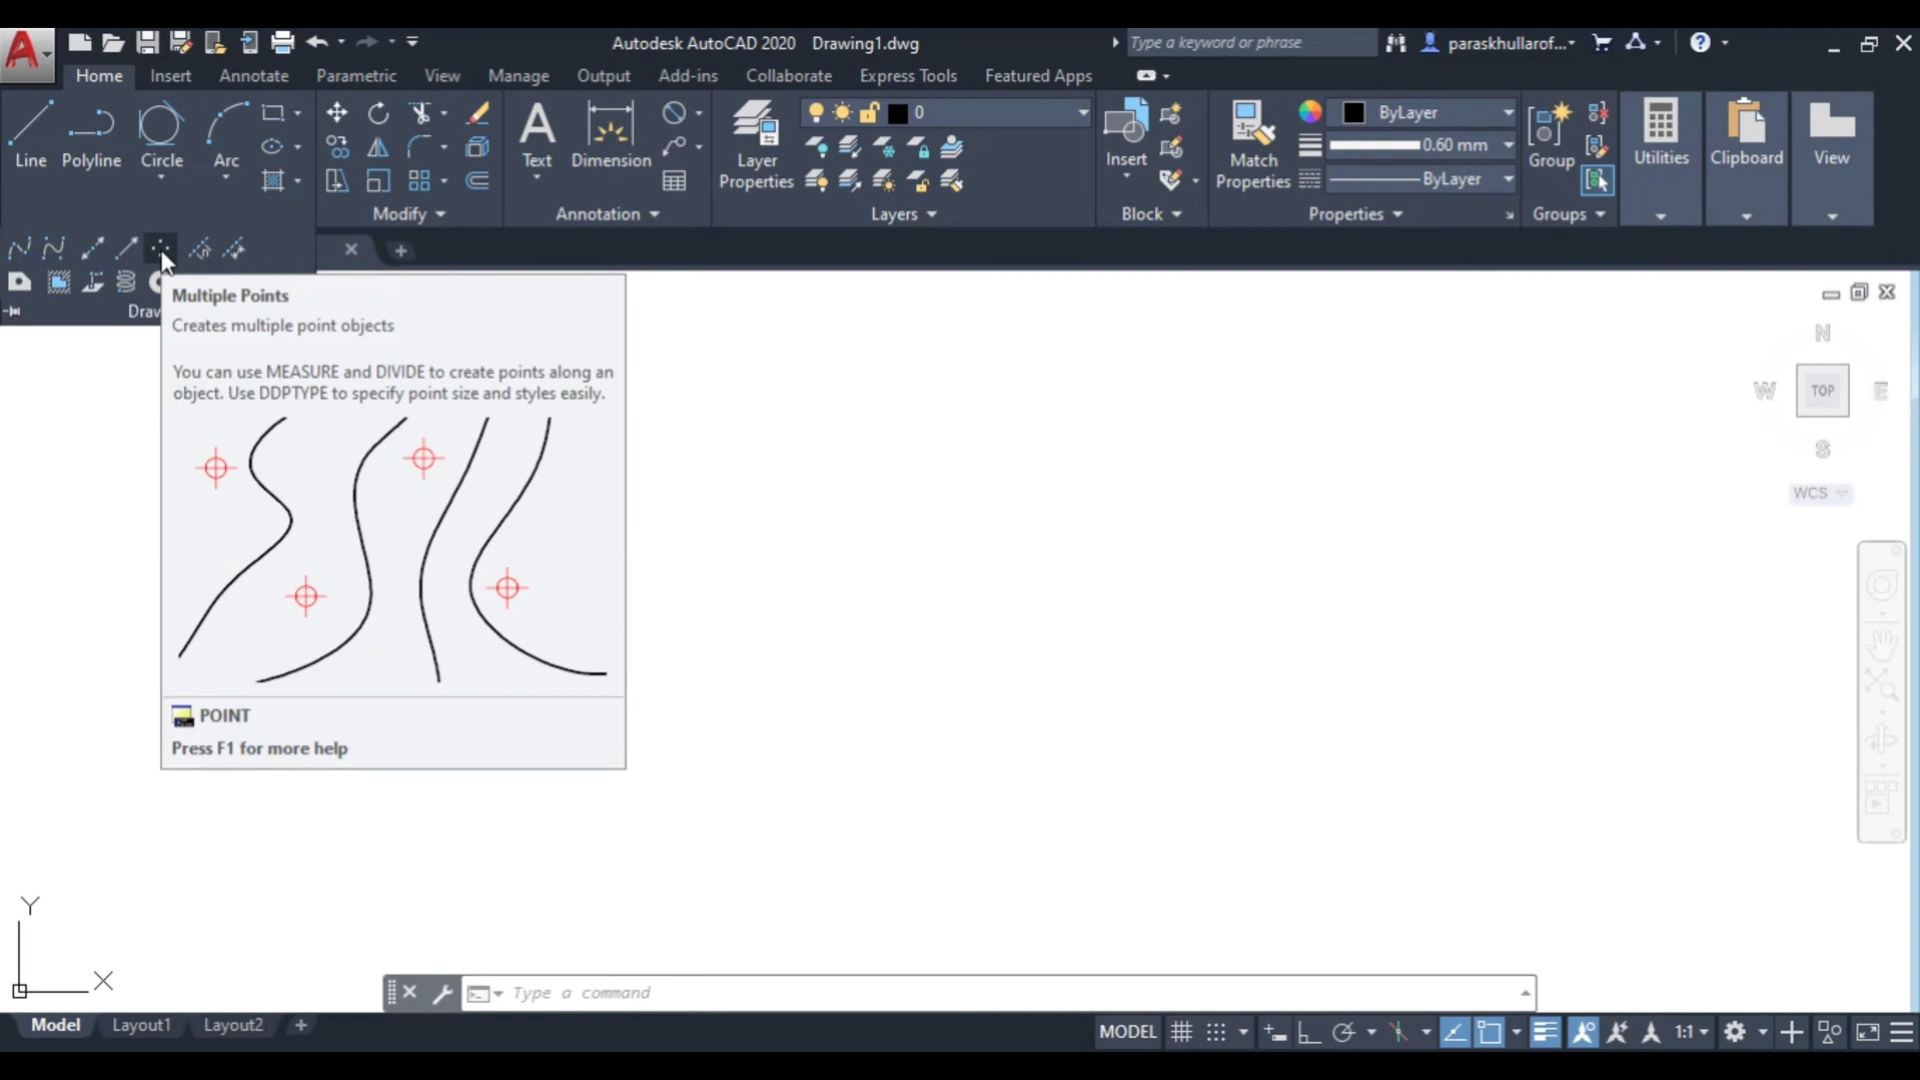 Autodesk AutoCAD 2020 Drawing1.dwg
Type a keyword or phrase
paraskhullarof...
Home Insert Annotate Parametric View Manage Output Add-ins Collaborate Express Tools Featured Apps
0
ByLayer
0.60 mm
ByLayer
Line Polyline Circle Arc
Text Dimension
Layer
Properties
Insert
Match
Properties
Group
Utilities
Clipboard
View
Modify
Annotation
Layers
Block
Properties
Groups
Draw
Multiple Points
Creates multiple point objects
You can use MEASURE and DIVIDE to create points along an
object. Use DDPTYPE to specify point size and styles easily.
POINT
Press F1 for more help
N
W TOP E
S
WCS
Y
X
Type a command
Model Layout1 Layout2
MODEL
1:1